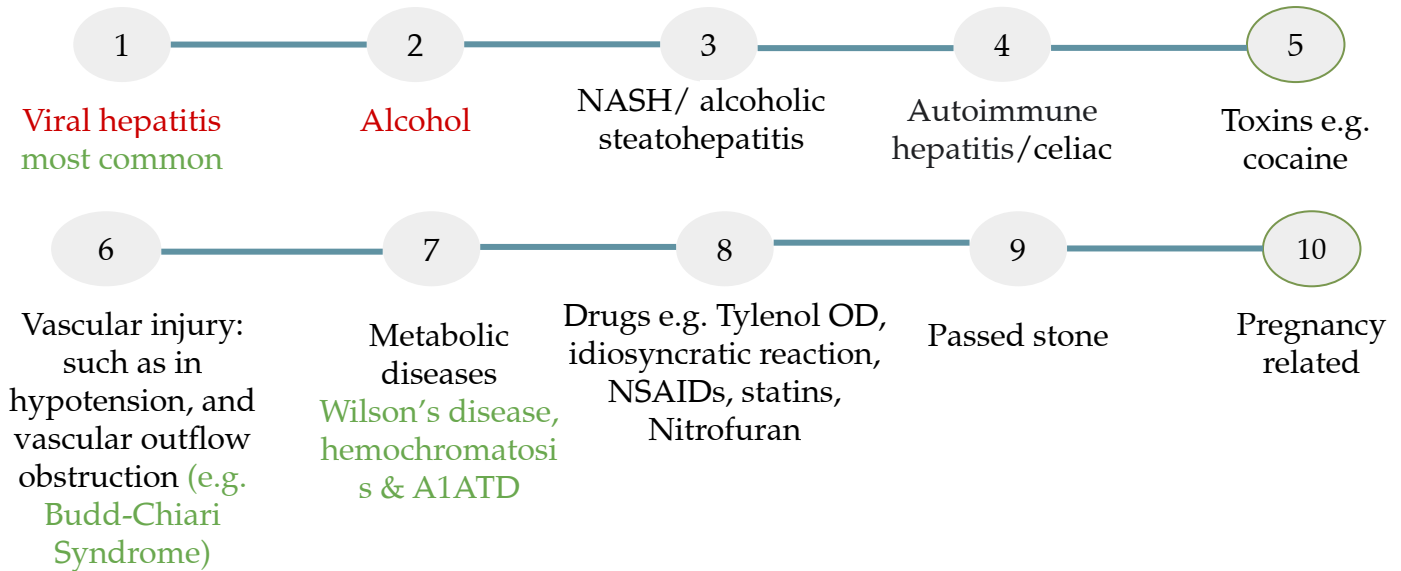 1
2
3
4
5
Viral hepatitis
most common
Alcohol
NASH/ alcoholic
steatohepatitis
Autoimmune
hepatitis/celiac
Toxins e.g.
cocaine
6
7
8
9
10
Vascular injury:
such as in
hypotension, and
vascular outflow
obstruction (e.g.
Budd-Chiari
Syndrome)
Metabolic
diseases
Wilson’s disease,
hemochromatosi
s & A1ATD
Drugs e.g. Tylenol OD,
idiosyncratic reaction,
NSAIDs, statins,
Nitrofuran
Passed stone
Pregnancy
related